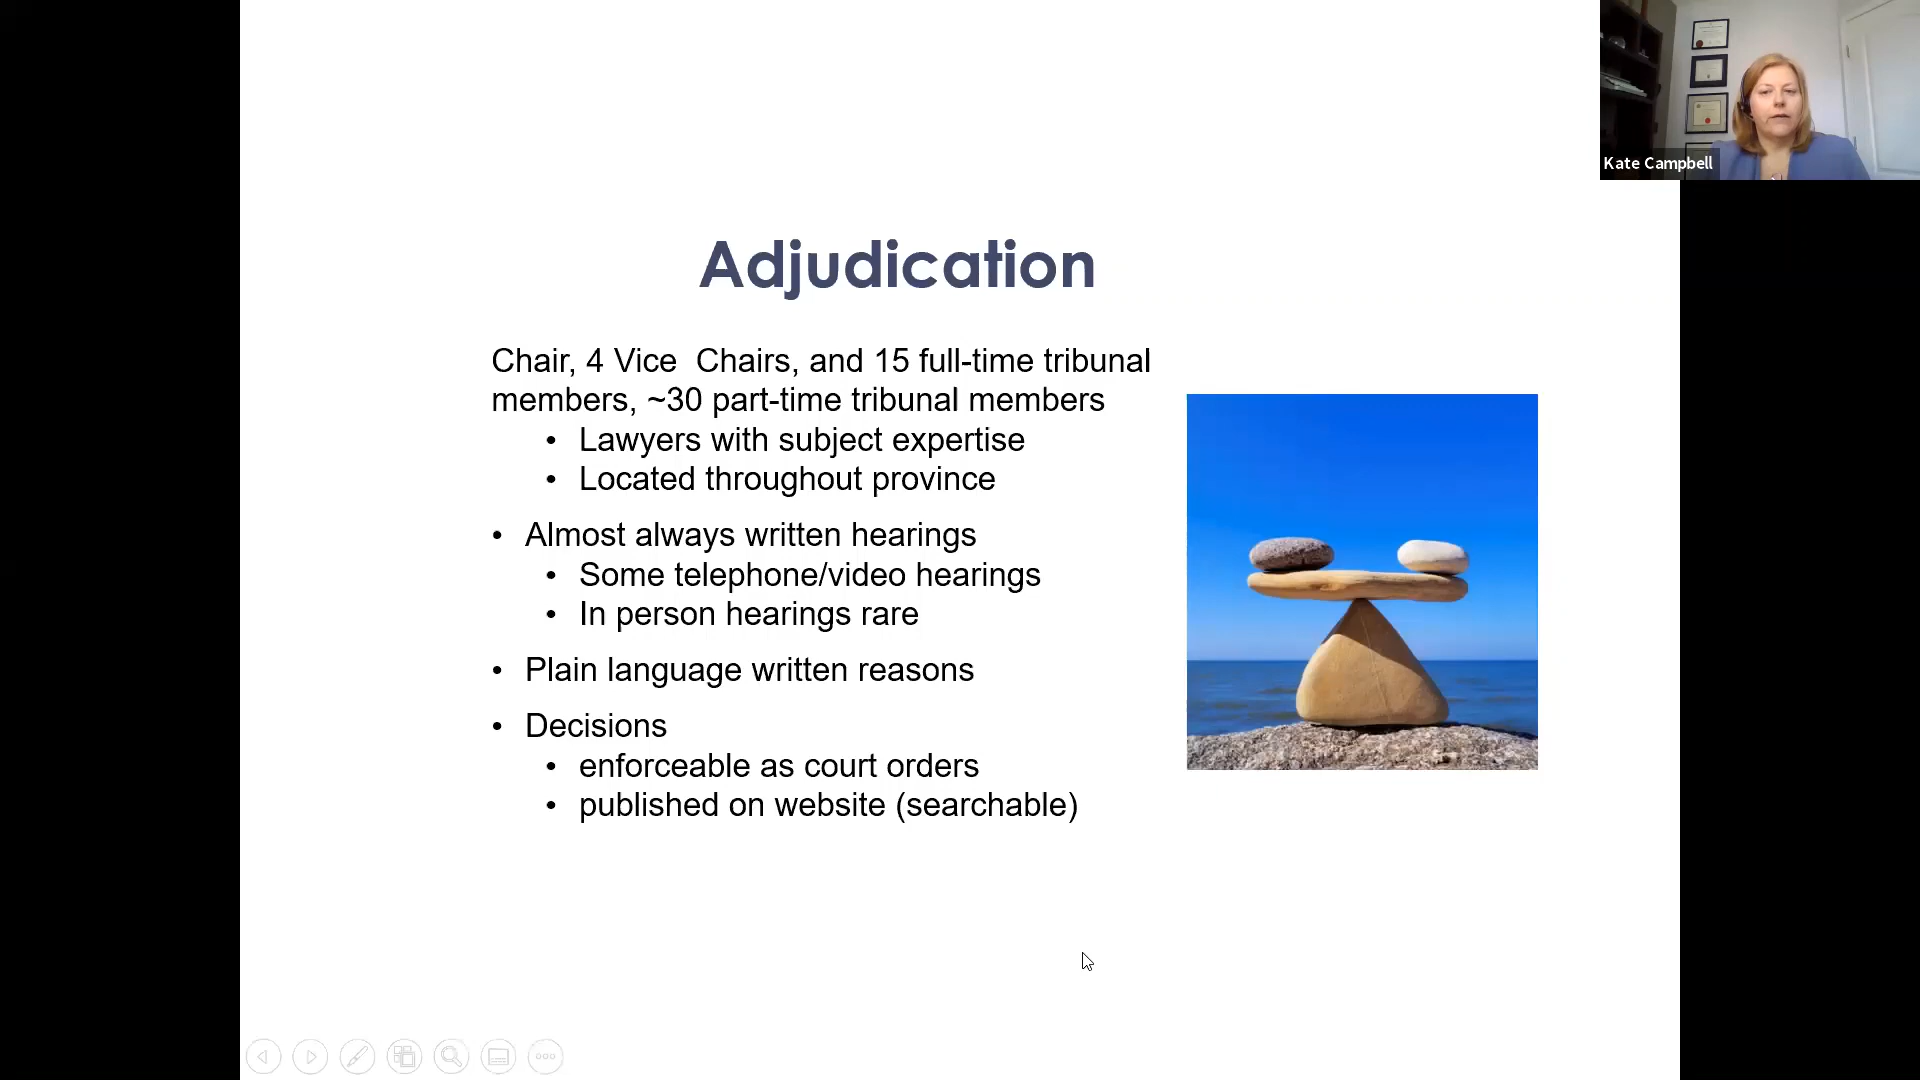 Adjudication
Chair, 4 Vice  Chairs, and 15 full-time tribunal
members, ~30 part-time tribunal members
• Lawyers with subject expertise
• Located throughout province
• Almost always written hearings
• Some telephone/video hearings
• In person hearings rare
• Plain language written reasons
• Decisions
• enforceable as court orders
• published on website (searchable)
Kate Campbell